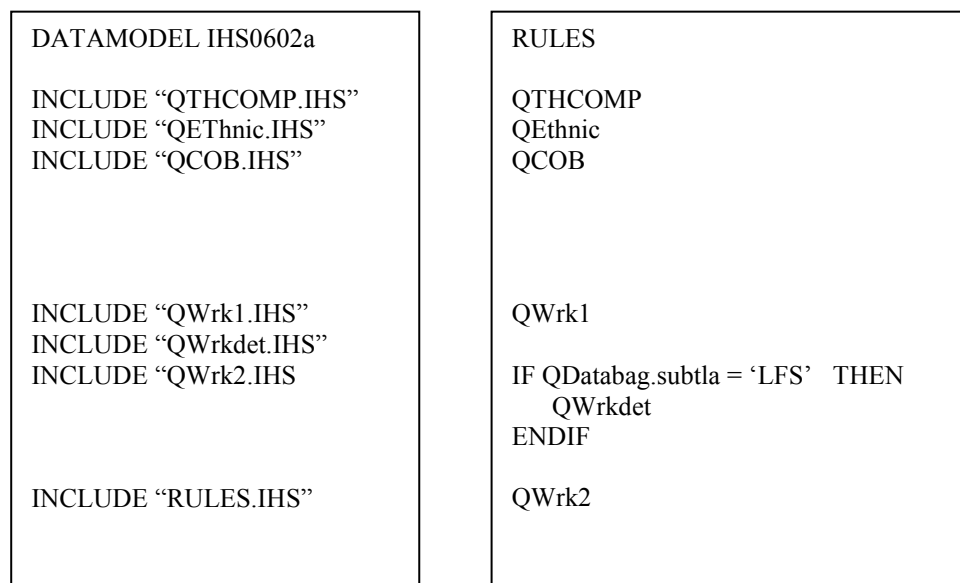 DATAMODEL IHS0602a
INCLUDE “QTHCOMP.IHS”
INCLUDE “QEThnic.IHS”
INCLUDE “QCOB.IHS”
INCLUDE “QWrk1.IHS”
INCLUDE “QWrkdet.IHS”
INCLUDE “QWrk2.IHS
INCLUDE “RULES.IHS”
RULES
QTHCOMP
QEthnic
QCOB
QWrk1
IF QDatabag.subtla = ‘LFS’ THEN
QWrkdet
ENDIF
QWrk2